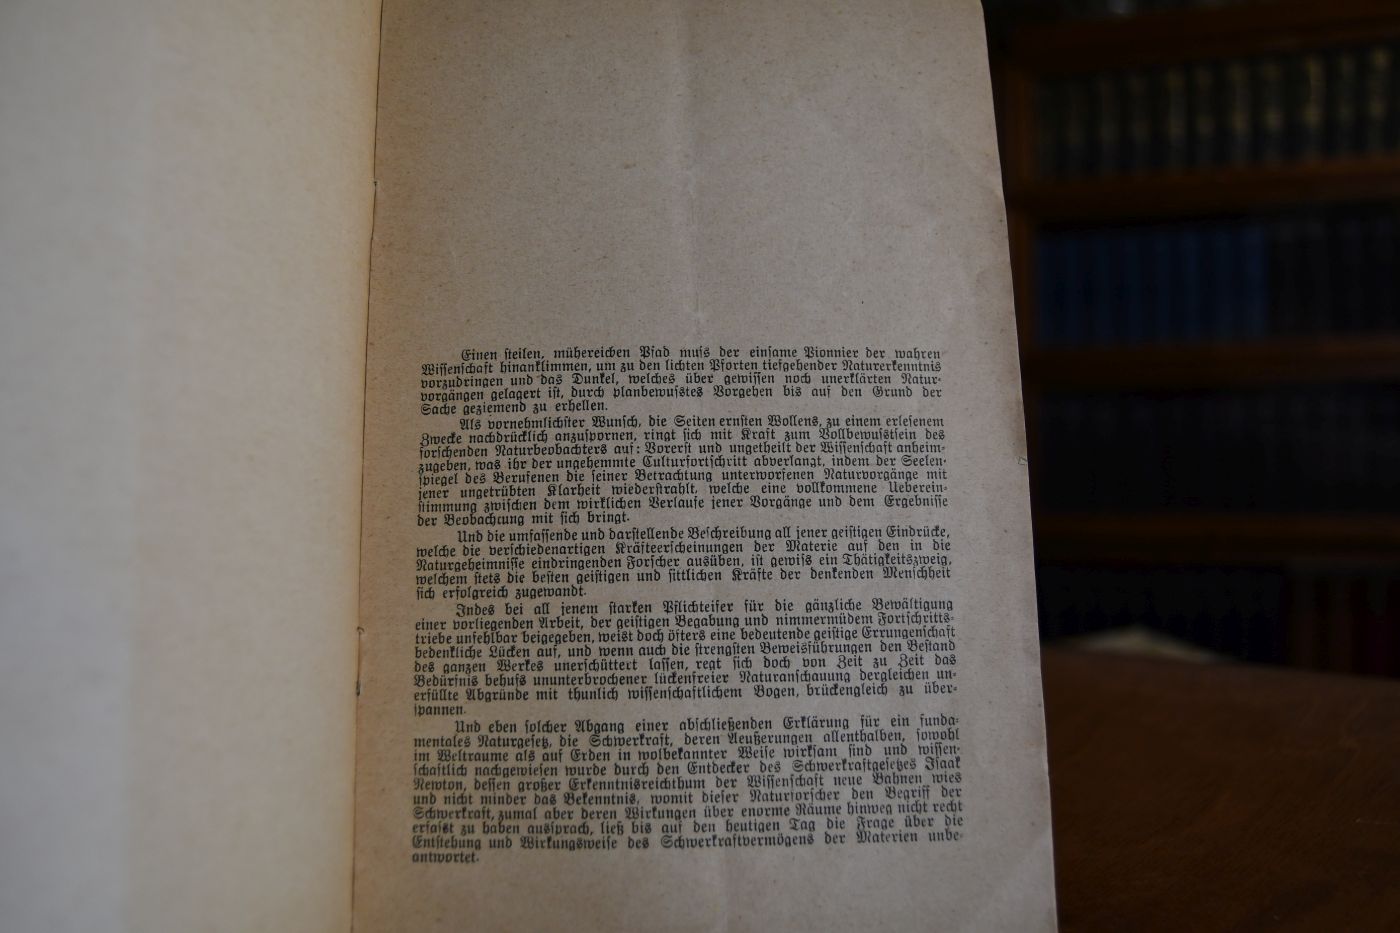 Einen steilen, mühereichen Pfad muss der einsame Pionnier der wahren
Wissenschaft hinanklimmen, um zu den lichten Pforten tiefgehender Naturerkenntnis
vorzudringen und das Dunkel, welches über gewissen noch unerklärten Natur-
vorgängen gelagert ist, durch planbewusstes Vorgehen bis auf den Grund der
Sache geziemend zu erhellen.
Als vornehmlichster Wunsch, die Seiten ernsten Wollens, zu einem erlesenem
Zwecke nachdrücklich anzuspornen, ringt sich mit Kraft zum Vollbewusstsein des
forschenden Naturbeobachters auf: Vorerst und ungetheilt der Wissenschaft anheim-
zugeben, was ihr der ungehemmte Culturfortschritt abverlangt, indem der Seelen-
spiegel des Berufenen die seiner Betrachtung unterworfenen Naturvorgänge mit
jener ungetrübten Klarheit wiederstrahlt, welche eine vollkommene Ueberein-
stimmung zwischen dem wirklichen Verlaufe jener Vorgänge und dem Ergebnisse
der Beobachtung mit sich bringt.
Und die umfassende und darstellende Beschreibung all jener geistigen Eindrücke,
welche die verschiedenartigen Kräfteerscheinungen der Materie auf den in die
Naturgeheimnisse eindringenden Forscher ausüben, ist gewiss ein Thätigkeitszweig,
welchem stets die besten geistigen und sittlichen Kräfte der denkenden Menschheit
sich erfolgreich zugewandt.
Indes bei all jenem starken Pflichteifer für die gänzliche Bewältigung
einer vorliegenden Arbeit, der geistigen Begabung und nimmermüdem Fortschritts-
triebe unfehlbar beigegeben, weist doch öfters eine bedeutende geistige Errungenschaft
bedenkliche Lücken auf, und wenn auch die strengsten Beweisführungen den Bestand
des ganzen Werkes unerschüttert lassen, regt sich doch von Zeit zu Zeit das
Bedürfnis behufs ununterbrochener lückenfreier Naturanschauung dergleichen un-
erfüllte Abgründe mit thunlich wissenschaftlichem Bogen, brückengleich zu über-
spannen.
Und eben solcher Abgang einer abschließenden Erklärung für ein funda-
mentales Naturgesetz, die Schwerkraft, deren Aeußerungen allenthalben, sowohl
im Weltraume als auf Erden in wolbekannter Weise wirksam sind und wissen-
schaftlich nachgewiesen wurde durch den Entdecker des Schwerkraftgesetzes Isaak
Newton, dessen großer Erkenntnisreichthum der Wissenschaft neue Bahnen wies
und nicht minder das Bekenntnis, womit dieser Naturforscher den Begriff der
Schwerkraft, zumal aber deren Wirkungen über enorme Räume hinweg nicht recht
erfasst zu haben aussprach, ließ bis auf den heutigen Tag die Frage über die
Entstehung und Wirkungsweise des Schwerkraftvermögens der Materien unbe-
antwortet.